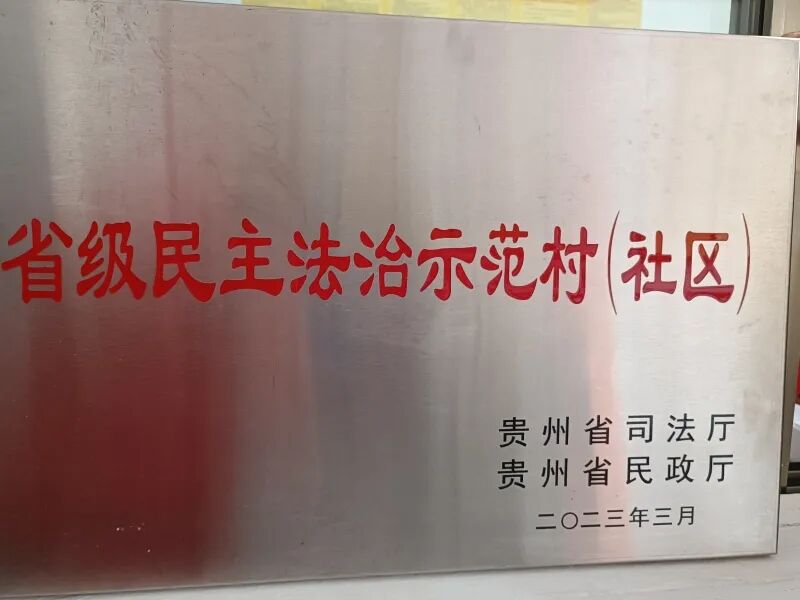 省级民主法治示范村(社区)
贵州省司法厅
贵州省民政厅
二〇二三年三月